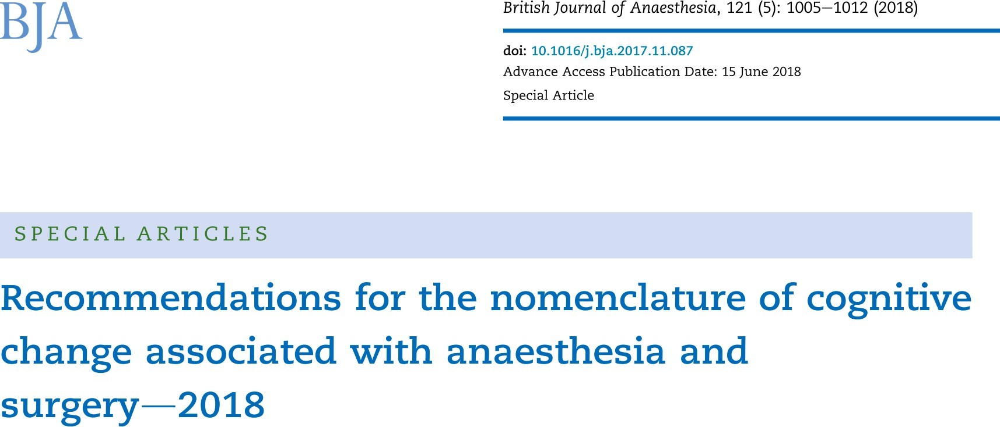 BJA
British Journal of Anaesthesia, 121 (5): 1005–1012 (2018)
doi: 10.1016/j.bja.2017.11.087
Advance Access Publication Date: 15 June 2018
Special Article
SPECIAL ARTICLES
Recommendations for the nomenclature of cognitive
change associated with anaesthesia and
surgery—2018